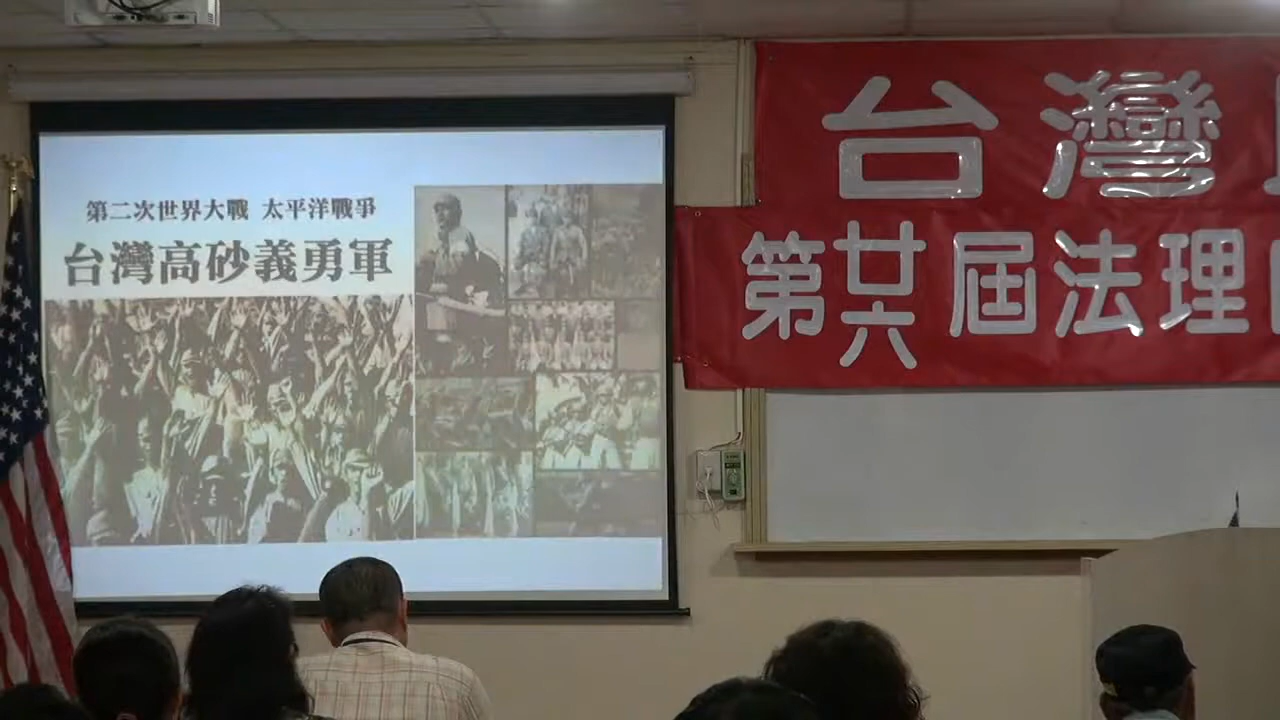 第二次世界大戰 太平洋戰爭
台灣高砂義勇軍
台灣
第廿六屆法理